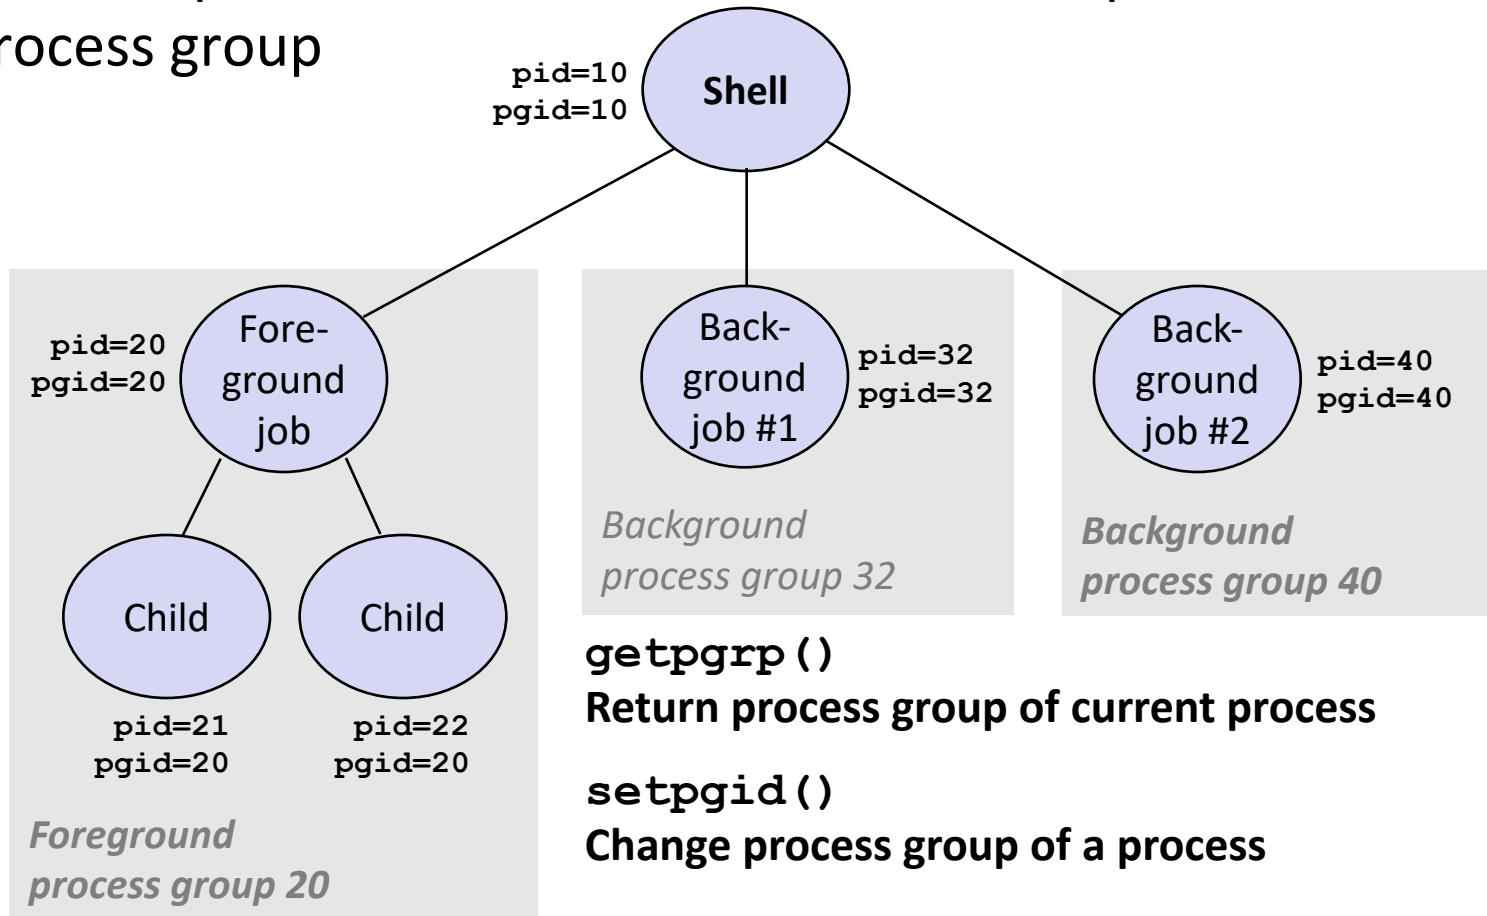 rocess group
pid=10
pgid=10
Shell
pid=20
pgid=20
Fore-
ground
job
Back-
ground
job #1
pid=32
pgid=32
Back-
ground
job #2
pid=40
pgid=40
Background
process group 32
Background
process group 40
Child
Child
pid=21
pgid=20
pid=22
pgid=20
Foreground
process group 20
getpgrp()
Return process group of current process
setpgid()
Change process group of a process